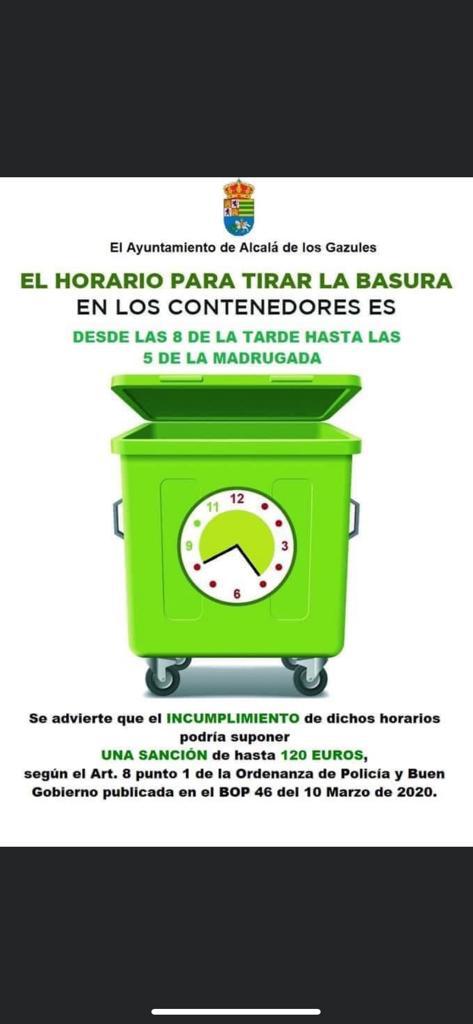 El Ayuntamiento de Alcalá de los Gazules
EL HORARIO PARA TIRAR LA BASURA
EN LOS CONTENEDORES ES
DESDE LAS 8 DE LA TARDE HASTA LAS
5 DE LA MADRUGADA
11 12
9 3
6
Se advierte que el INCUMPLIMIENTO de dichos horarios
podría suponer
UNA SANCIÓN de hasta 120 EUROS,
según el Art. 8 punto 1 de la Ordenanza de Policía y Buen
Gobierno publicada en el BOP 46 del 10 Marzo de 2020.